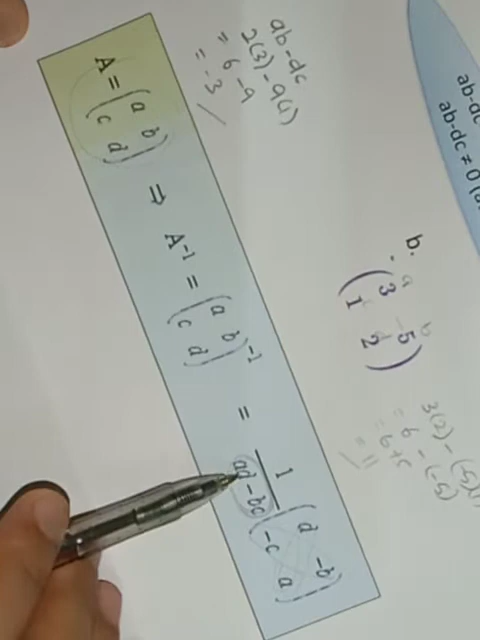 ab-dc
ab-dc ≠ 0
ab-dc
2(3) - 9(1)
= 6 - 9
= -3
b.
a b
( 3 -5
1 2 )
3(2) - (-5)(1)
= 6 - (-5)
= 6+5
= 11
A = ( a b
c d ) ⇒ A⁻¹ = ( a b
c d )⁻¹ = 1
ad-bc ( d -b
-c a )